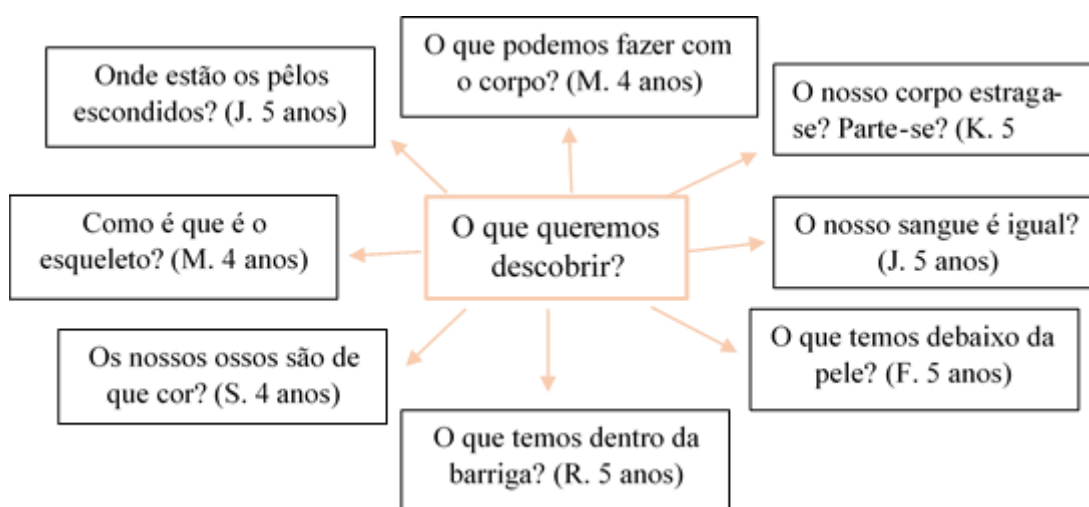 O que podemos fazer com
o corpo? (M. 4 anos)
Onde estão os pêlos
escondidos? (J. 5 anos)
O nosso corpo estraga-
se? Parte-se? (K. 5
Como é que é o
esqueleto? (M. 4 anos)
O que queremos
descobrir?
O nosso sangue é igual?
(J. 5 anos)
Os nossos ossos são de
que cor? (S. 4 anos)
O que temos debaixo da
pele? (F. 5 anos)
O que temos dentro da
barriga? (R. 5 anos)